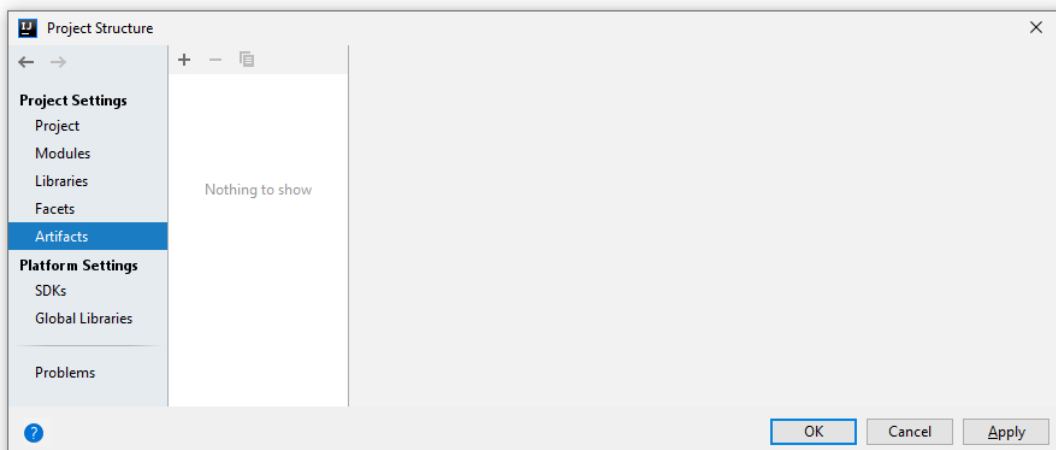 IJ
Project Structure
Project Settings
Project
Modules
Libraries
Facets
Artifacts
Platform Settings
SDKs
Global Libraries
Problems
Nothing to show
?
OK
Cancel
Apply